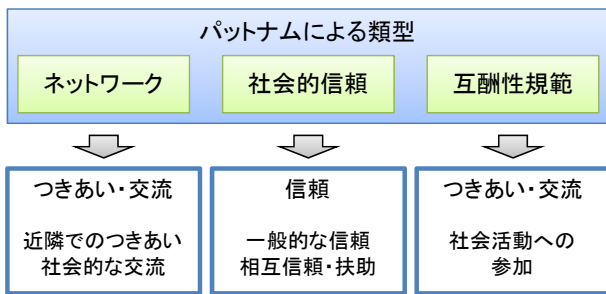 パットナムによる類型
ネットワーク
社会的信頼
互酬性規範
つきあい・交流
近隣でのつきあい
社会的な交流
信頼
一般的な信頼
相互信頼・扶助
つきあい・交流
社会活動への
参加